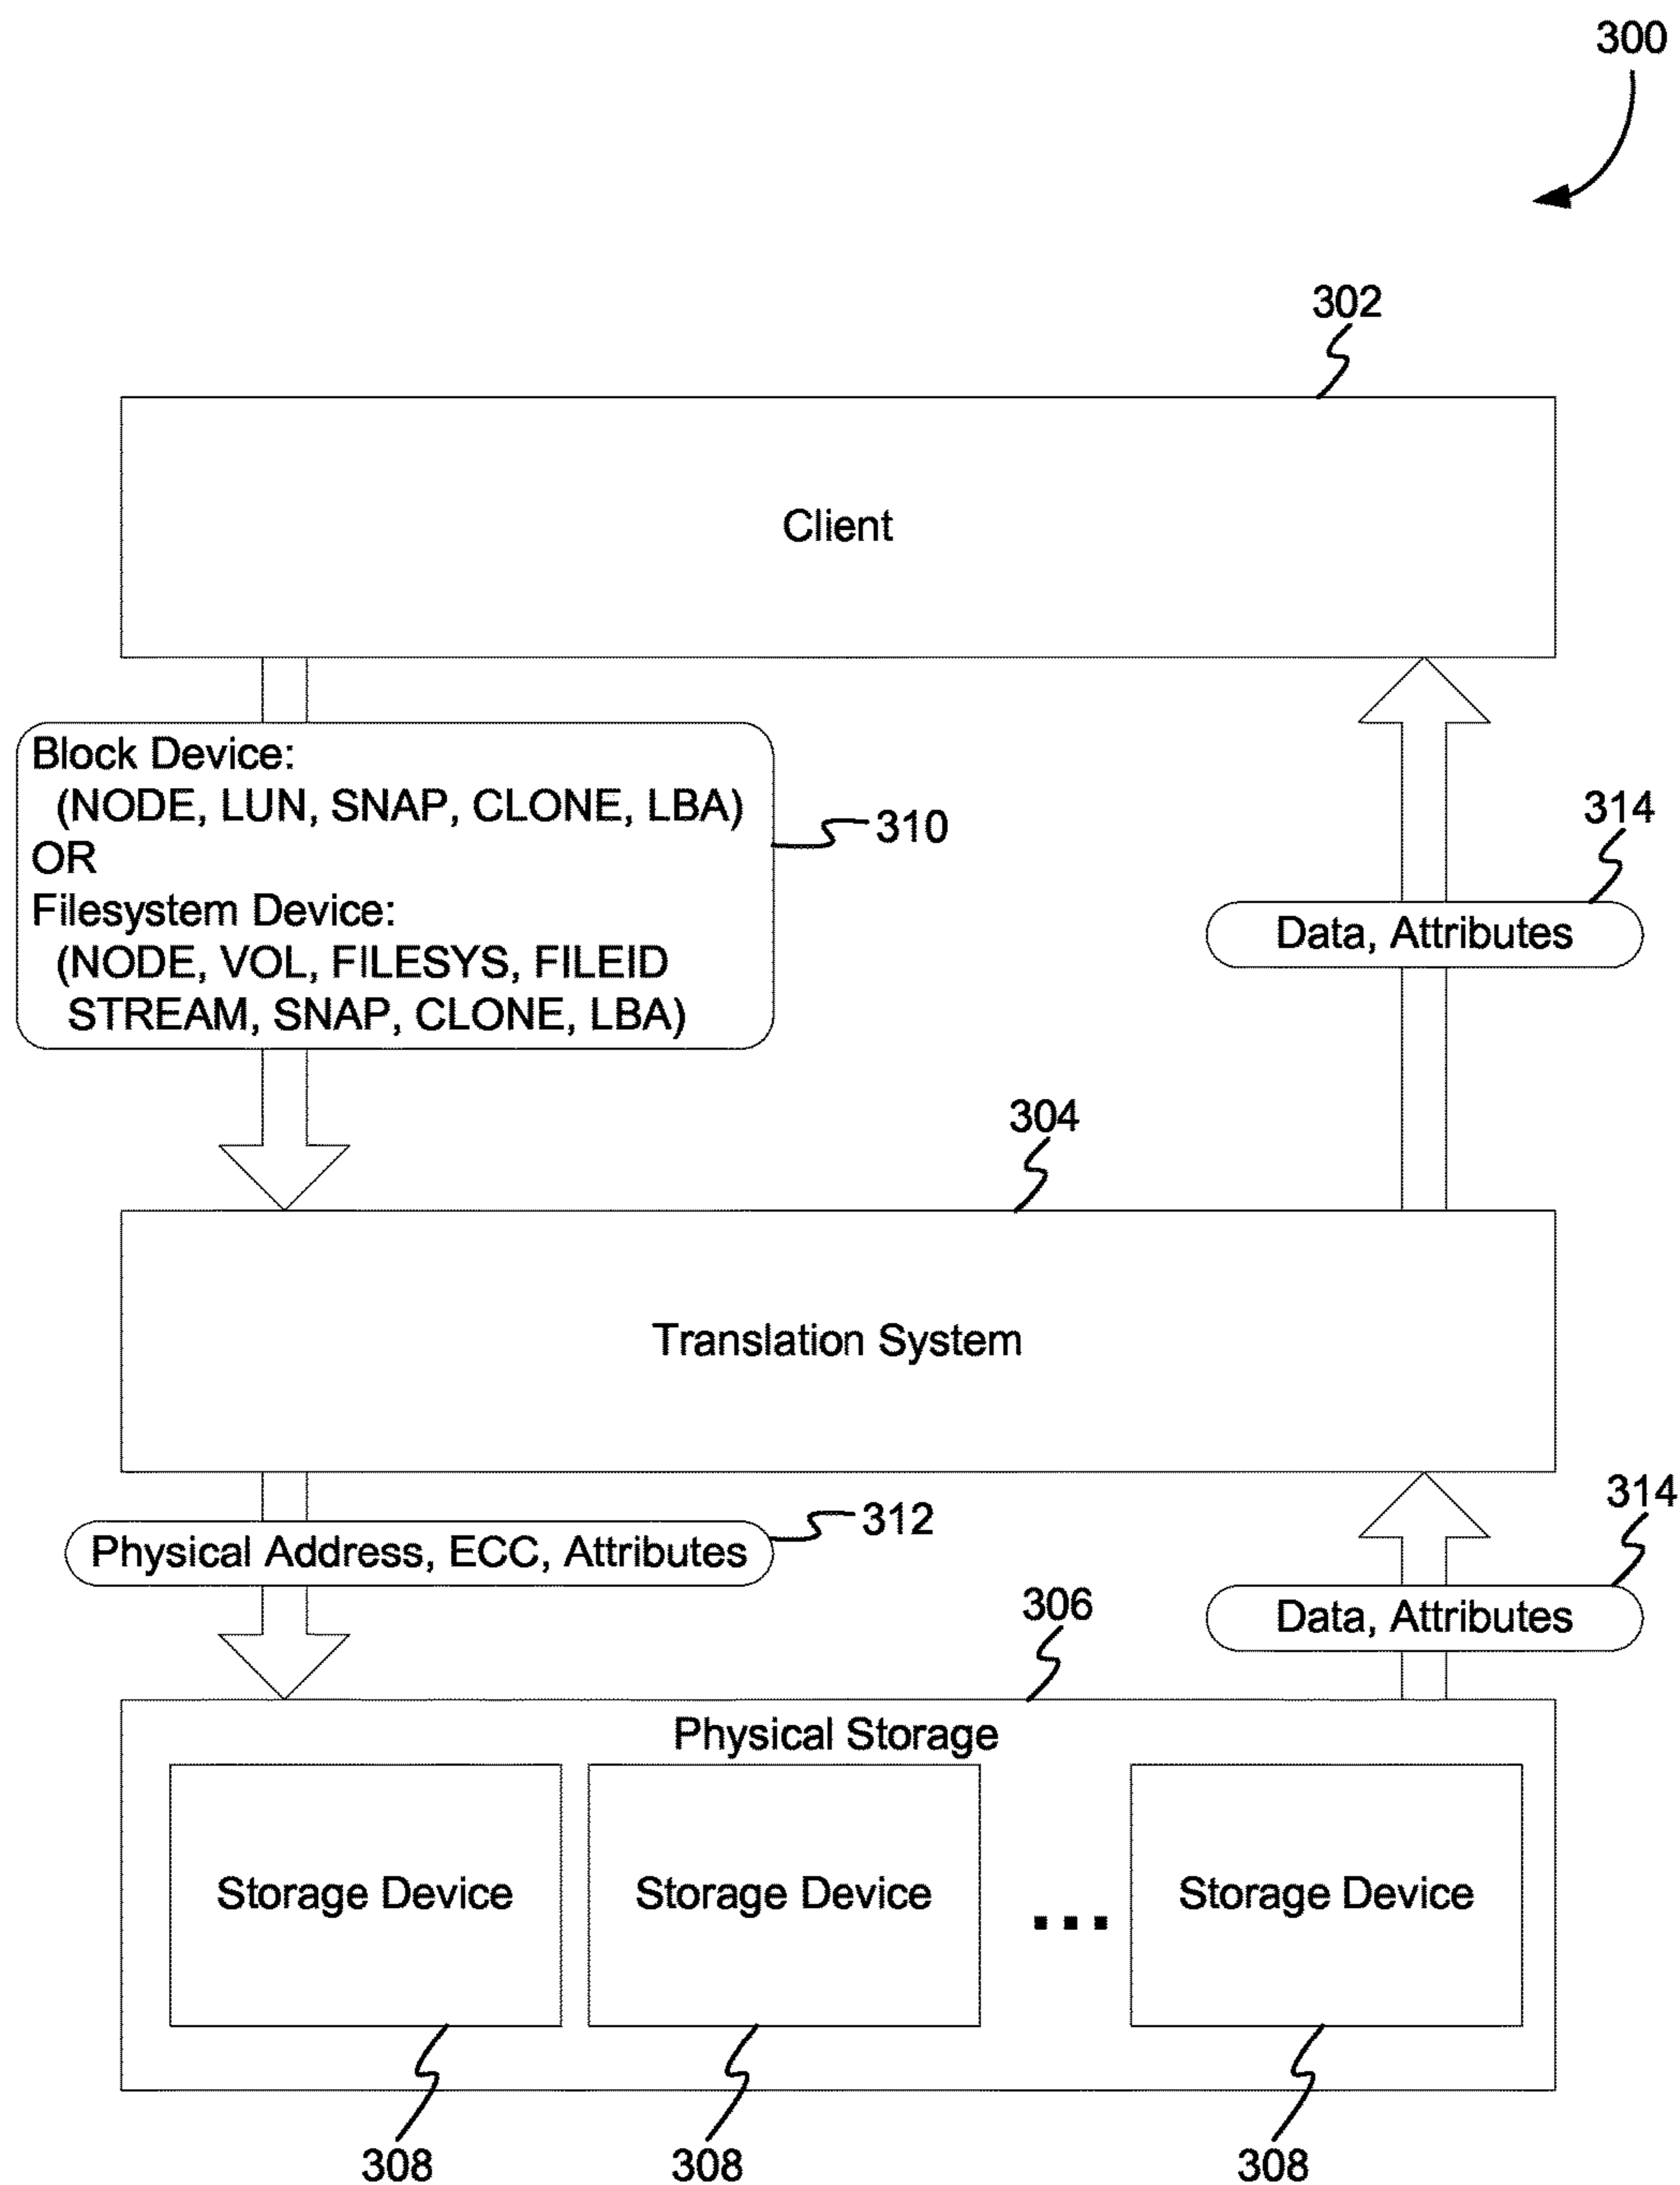 300
302
Client
Block Device:
(NODE, LUN, SNAP, CLONE, LBA)
OR
Filesystem Device:
(NODE, VOL, FILESYS, FILEID
STREAM, SNAP, CLONE, LBA)
310
314
Data, Attributes
304
Translation System
312
Physical Address, ECC, Attributes
314
Data, Attributes
306
Physical Storage
Storage Device
Storage Device
...
Storage Device
308
308
308